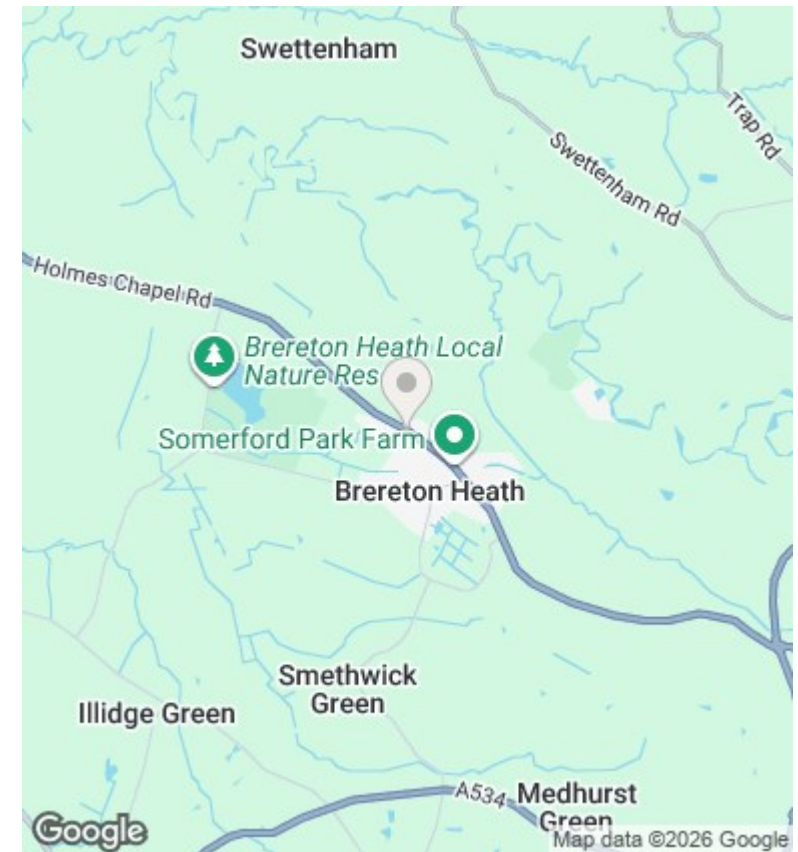 Swettenham
Trap Rd
Swettenham Rd
Holmes Chapel Rd
Brereton Heath Local
Nature Res
Somerford Park Farm
Brereton Heath
Smethwick
Green
Illidge Green
A534
Medhurst
Green
Google
Map data ©2026 Google